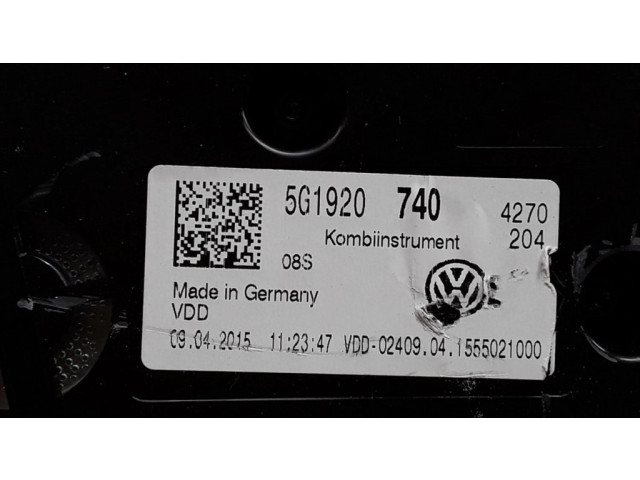 5G1920 740 4270
Kombiinstrument 204
08S
Made in Germany
VDD
09.04.2015 11:23:47 VDD-02409.04.1555021000